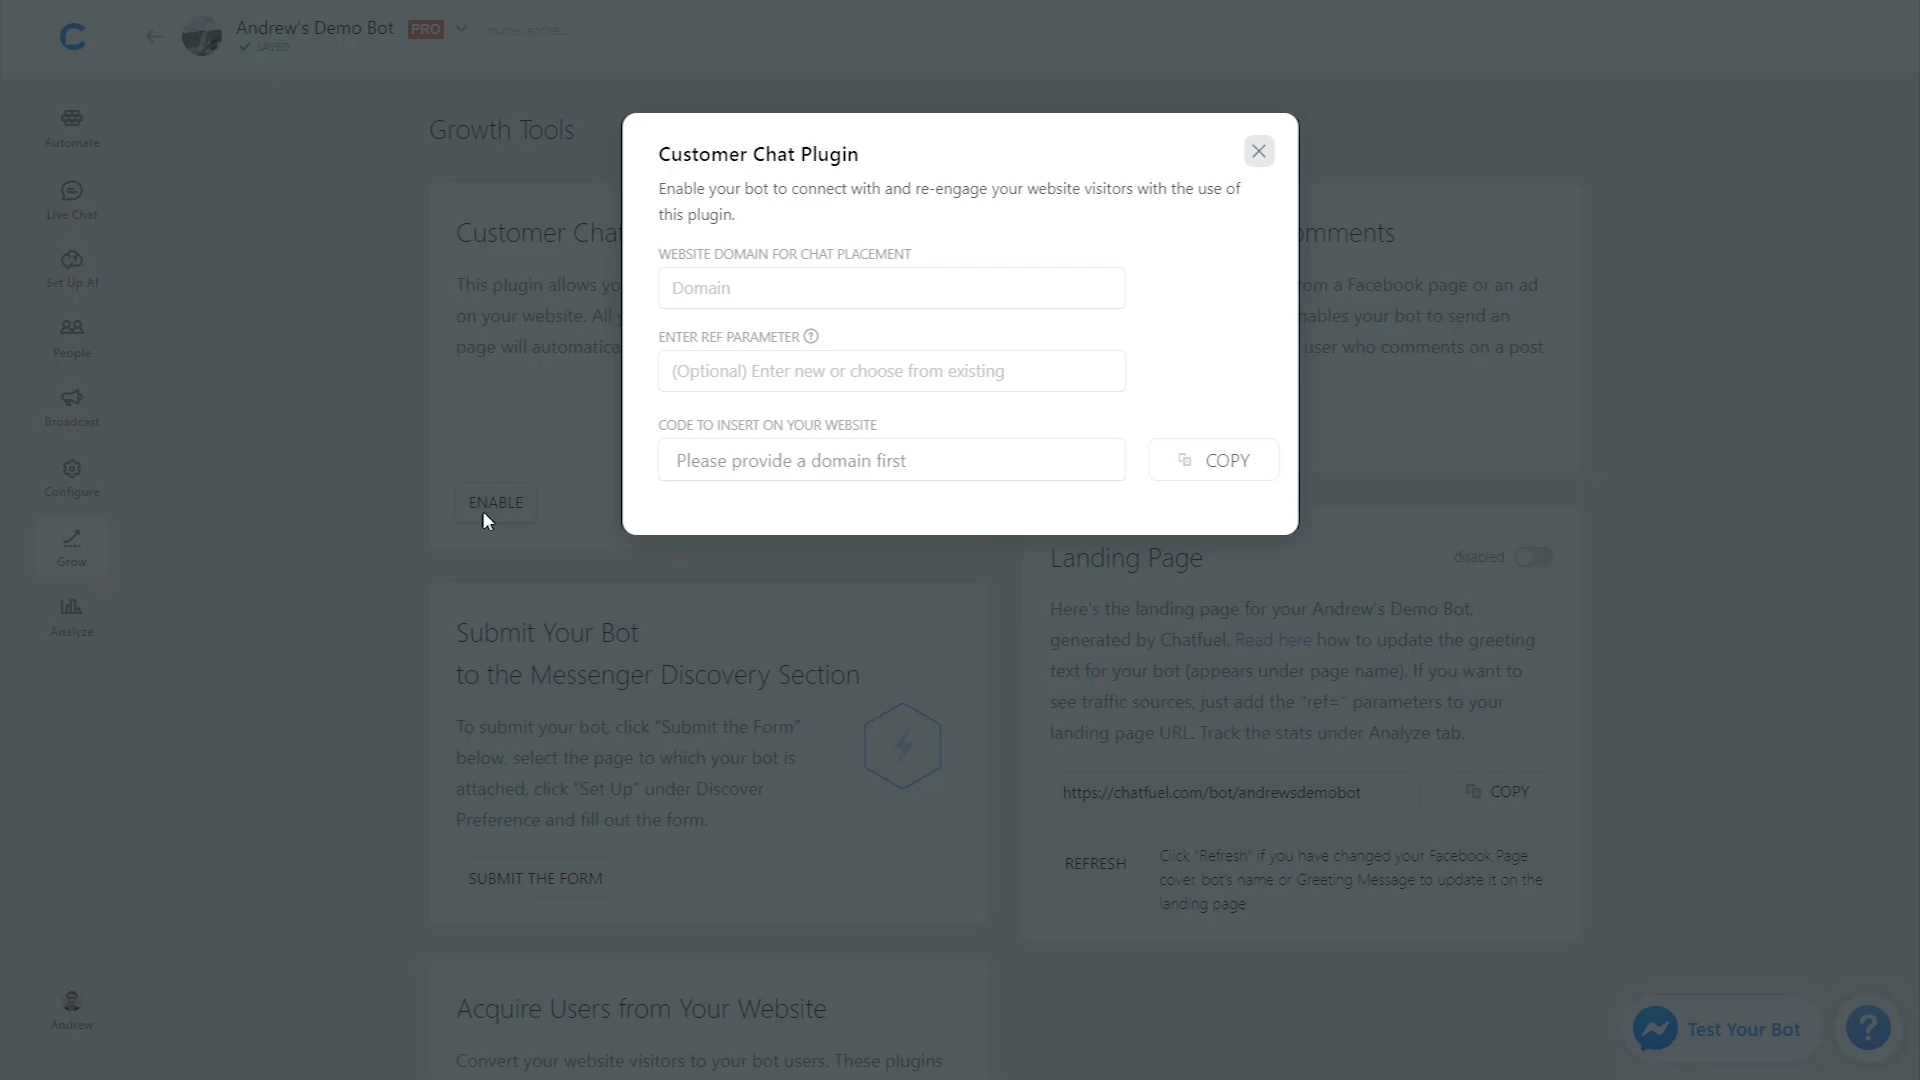 Andrew's Demo Bot PRO
SAVED
m.me/andre...
Automate
Live Chat
Set Up AI
People
Broadcast
Configure
Grow
Analyze
Andrew
Growth Tools
Customer Chat Plugin
Enable your bot to connect with and re-engage your website visitors with the use of
this plugin.
WEBSITE DOMAIN FOR CHAT PLACEMENT
Domain
ENTER REF PARAMETER ?
(Optional) Enter new or choose from existing
CODE TO INSERT ON YOUR WEBSITE
Please provide a domain first
COPY
Customer Chat
This plugin allows
on your website. All
page will
ENABLE
om a Facebook page or an ad
nables your bot to send an
user who comments on a post
Submit Your Bot
to the Messenger Discovery Section
To submit your bot, click "Submit the Form"
below, select the page to which your bot is
attached, click "Set Up" under Discover
Preference and fill out the form.
SUBMIT THE FORM
Landing Page
disabled
Here's the landing page for your Andrew's Demo Bot,
generated by Chatfuel. Read here how to update the greeting
text for your bot (appears under page name). If you want to
see traffic sources, just add the "ref=" parameters to your
landing page URL. Track the stats under Analyze tab.
https://chatfuel.com/bot/andrewsdemobot
COPY
REFRESH
Click "Refresh" if you have changed your Facebook Page
cover, bot's name or Greeting Message to update it on the
landing page
Acquire Users from Your Website
Convert your website visitors to your bot users. These plugins
Test Your Bot
?